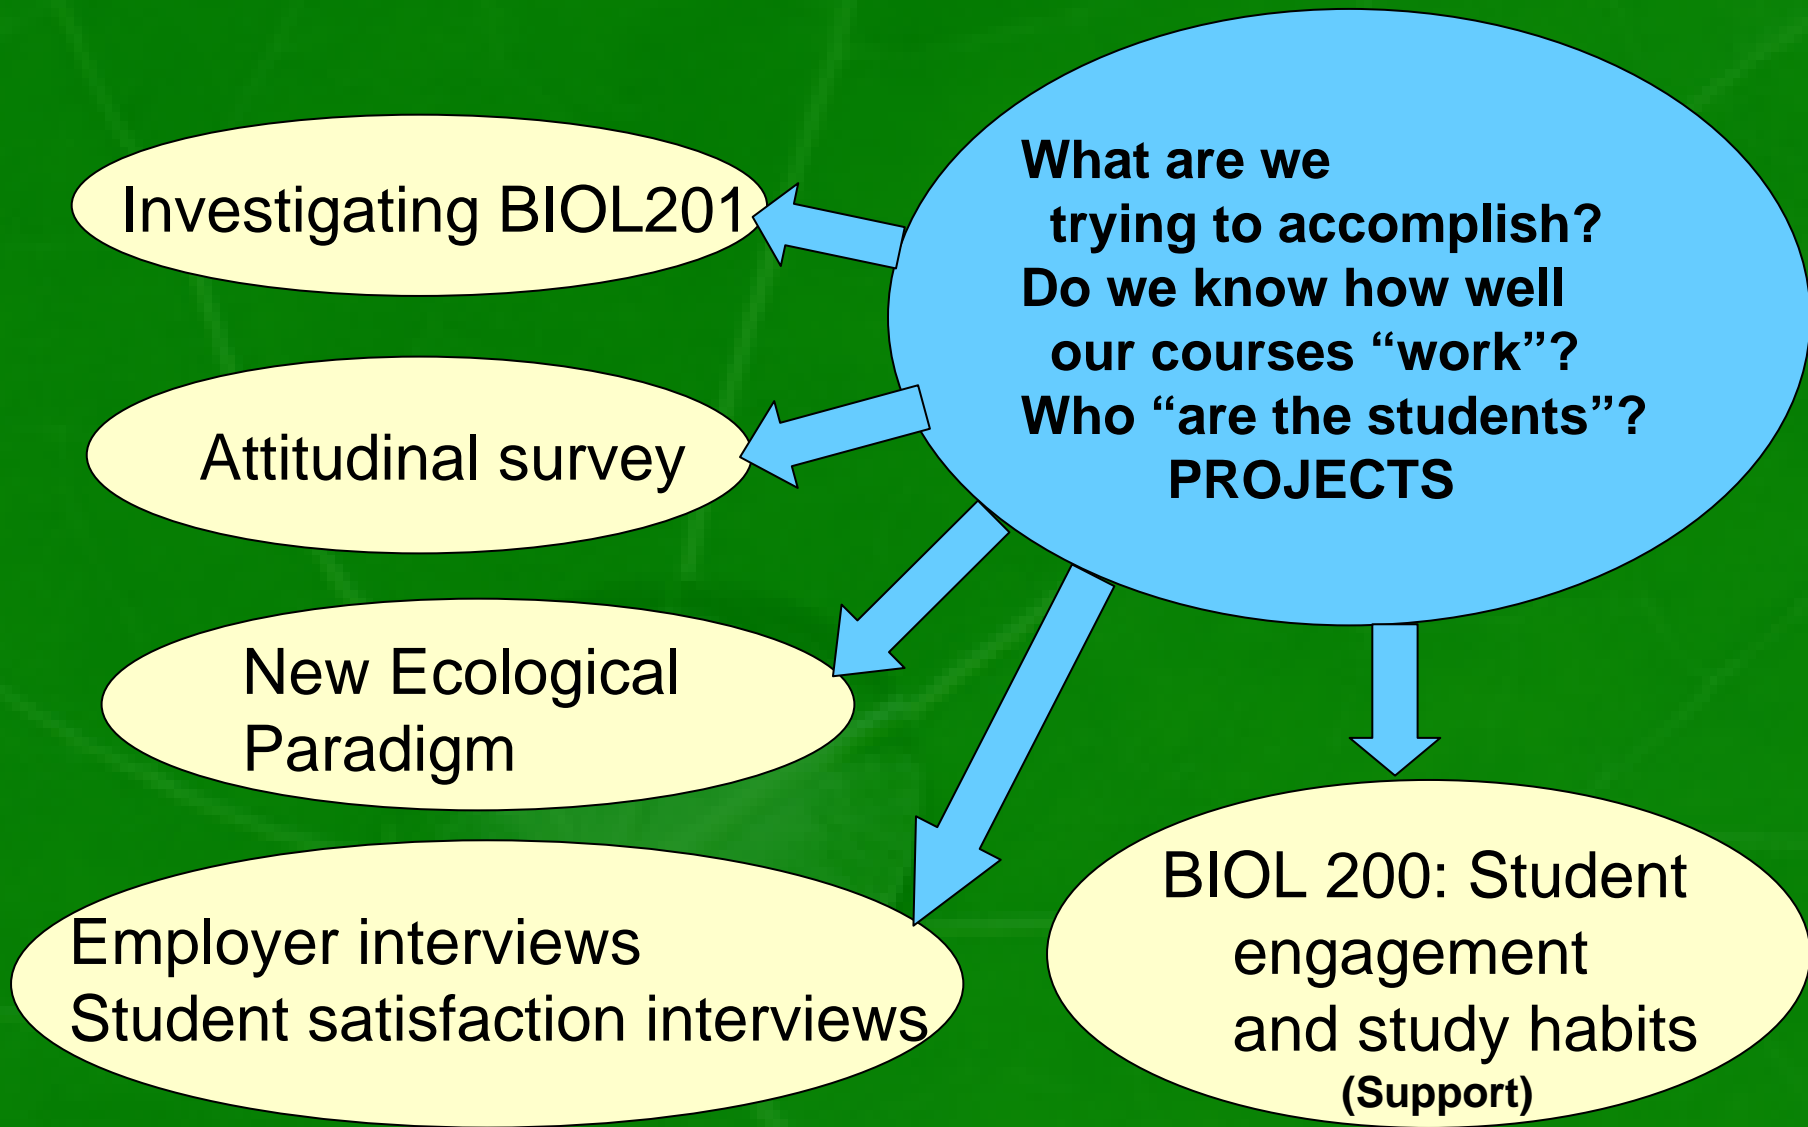 What are we
trying to accomplish?
Do we know how well
our courses “work”?
Who “are the students”?
PROJECTS
Investigating BIOL201
Attitudinal survey
New Ecological
Paradigm
Employer interviews
Student satisfaction interviews
BIOL 200: Student
engagement
and study habits
(Support)